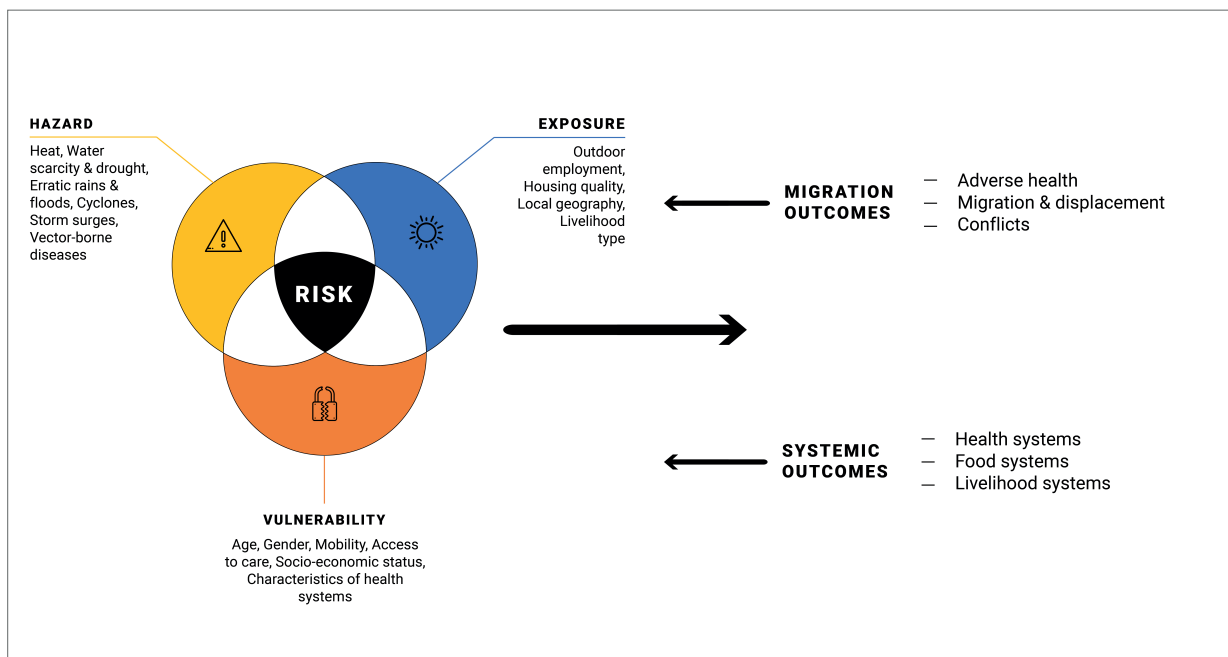 HAZARD
Heat, Water
scarcity & drought,
Erratic rains &
floods, Cyclones,
Storm surges,
Vector-borne
diseases
EXPOSURE
Outdoor
employment,
Housing quality,
Local geography,
Livelihood
type
RISK
VULNERABILITY
Age, Gender, Mobility, Access
to care, Socio-economic status,
Characteristics of health
systems
MIGRATION
OUTCOMES
— Adverse health
— Migration & displacement
— Conflicts
SYSTEMIC
OUTCOMES
— Health systems
— Food systems
— Livelihood systems